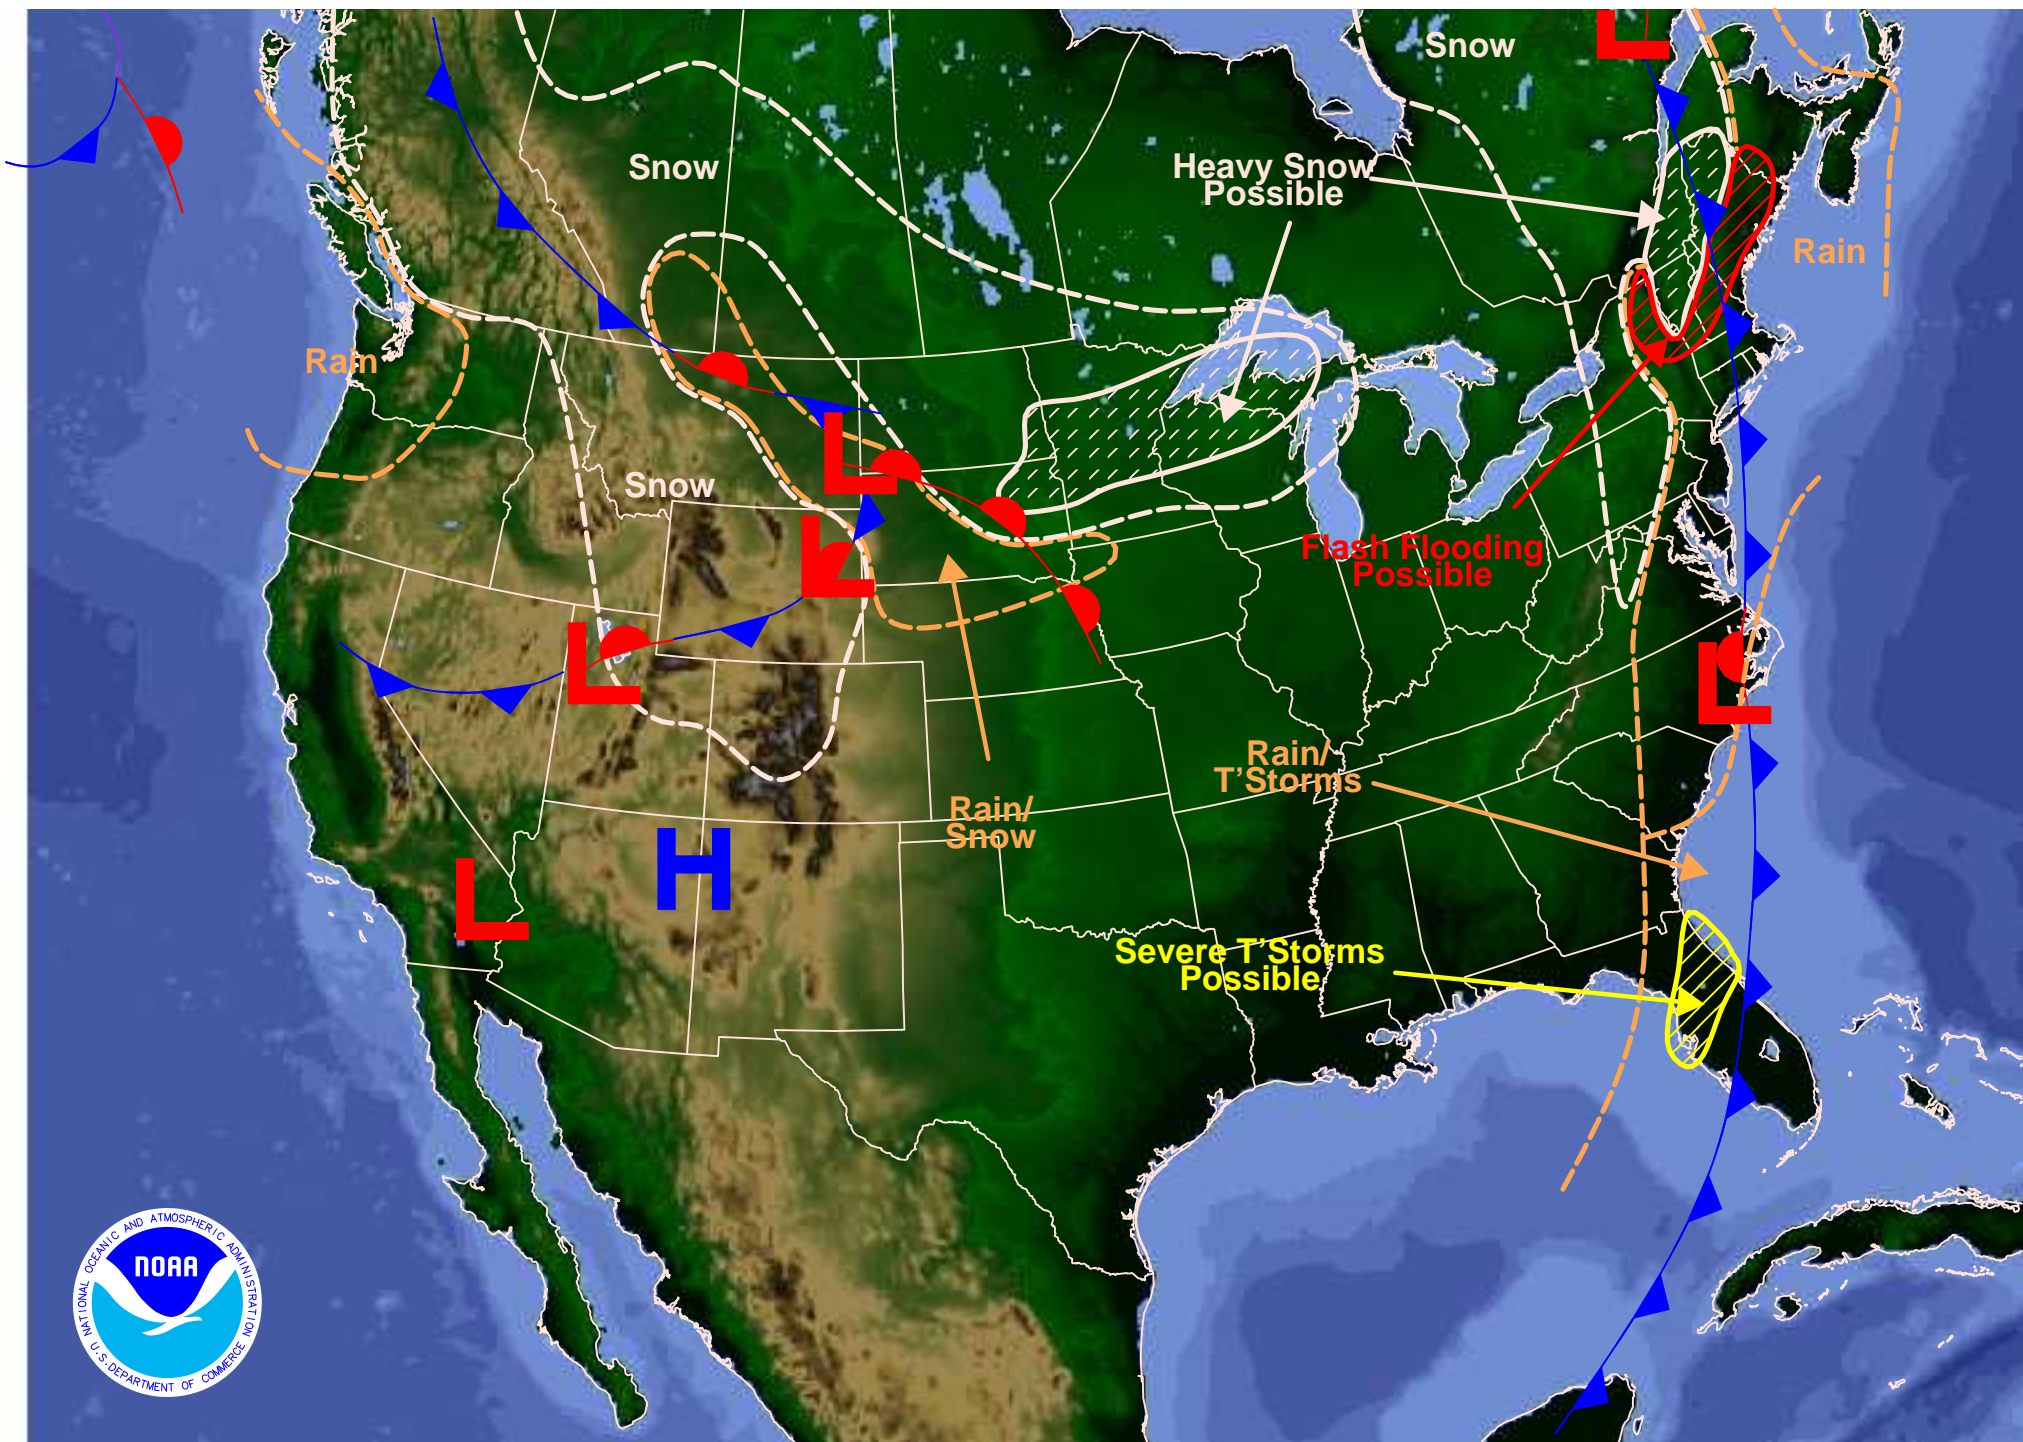 Snow
Snow
Heavy Snow
Possible
Rain
Rain
Snow
Flash Flooding
Possible
Rain/
T'Storms
Rain/
Snow
Severe T'Storms
Possible
L
L
L
L
L
L
H
NOAA
NATIONAL OCEANIC AND ATMOSPHERIC ADMINISTRATION
U.S. DEPARTMENT OF COMMERCE